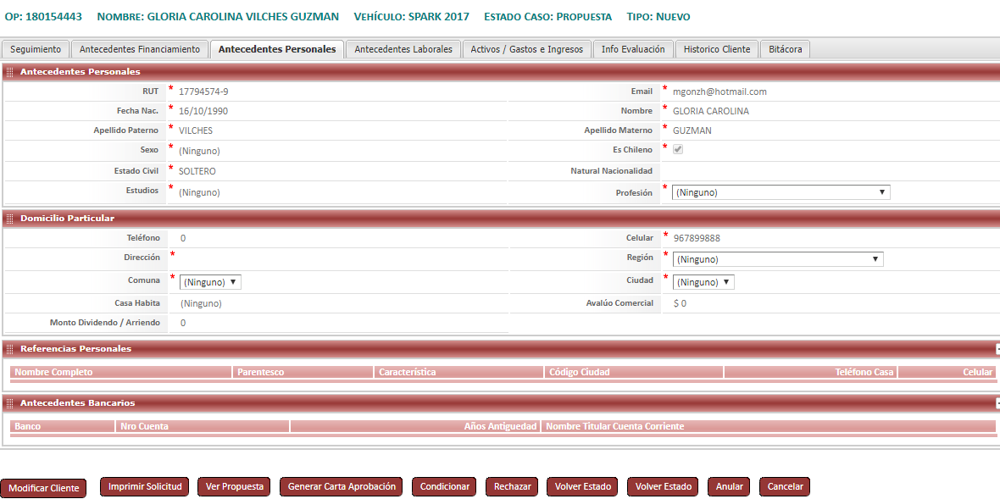 OP: 180154443 NOMBRE: GLORIA CAROLINA VILCHES GUZMAN VEHÍCULO: SPARK 2017 ESTADO CASO: PROPUESTA TIPO: NUEVO
Seguimiento Antecedentes Financiamiento Antecedentes Personales Antecedentes Laborales Activos / Gastos e Ingresos Info Evaluación Historico Cliente Bitácora
Antecedentes Personales
RUT * 17794574-9 Email * mgonzh@hotmail.com
Fecha Nac. * 16/10/1990 Nombre * GLORIA CAROLINA
Apellido Paterno * VILCHES Apellido Materno * GUZMAN
Sexo * (Ninguno) Es Chileno *
Estado Civil * SOLTERO Natural Nacionalidad
Estudios * (Ninguno) Profesión * (Ninguno)
Domicilio Particular
Teléfono 0 Celular * 967899888
Dirección * Región * (Ninguno)
Comuna * (Ninguno) Ciudad * (Ninguno)
Casa Habita (Ninguno) Avalúo Comercial $ 0
Monto Dividendo / Arriendo 0
Referencias Personales
Nombre Completo Parentesco Característica Código Ciudad Teléfono Casa Celular
Antecedentes Bancarios
Banco Nro Cuenta Años Antiguedad Nombre Titular Cuenta Corriente
Modificar Cliente Imprimir Solicitud Ver Propuesta Generar Carta Aprobación Condicionar Rechazar Volver Estado Volver Estado Anular Cancelar